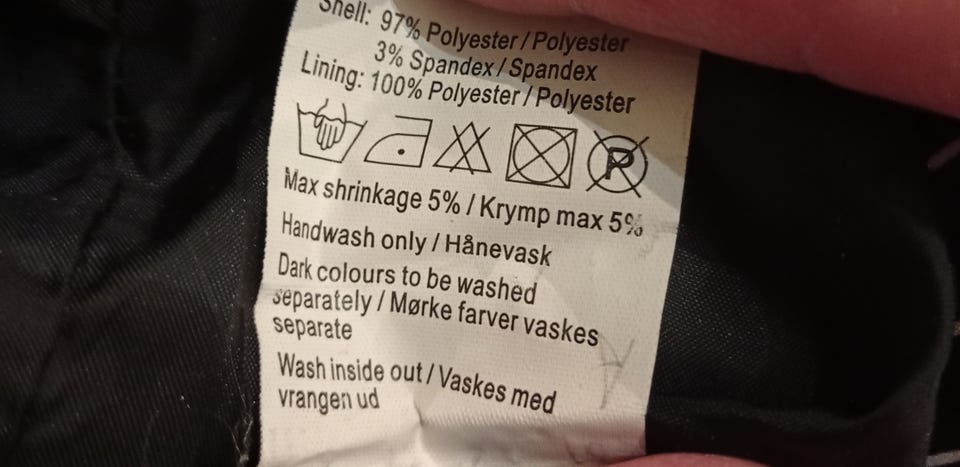 Shell: 97% Polyester / Polyester
3% Spandex / Spandex
Lining: 100% Polyester / Polyester
P
Max shrinkage 5% / Krymp max 5%
Handwash only / Hånevask
Dark colours to be washed
separately / Mørke farver vaskes
separate
Wash inside out / Vaskes med
vrangen ud